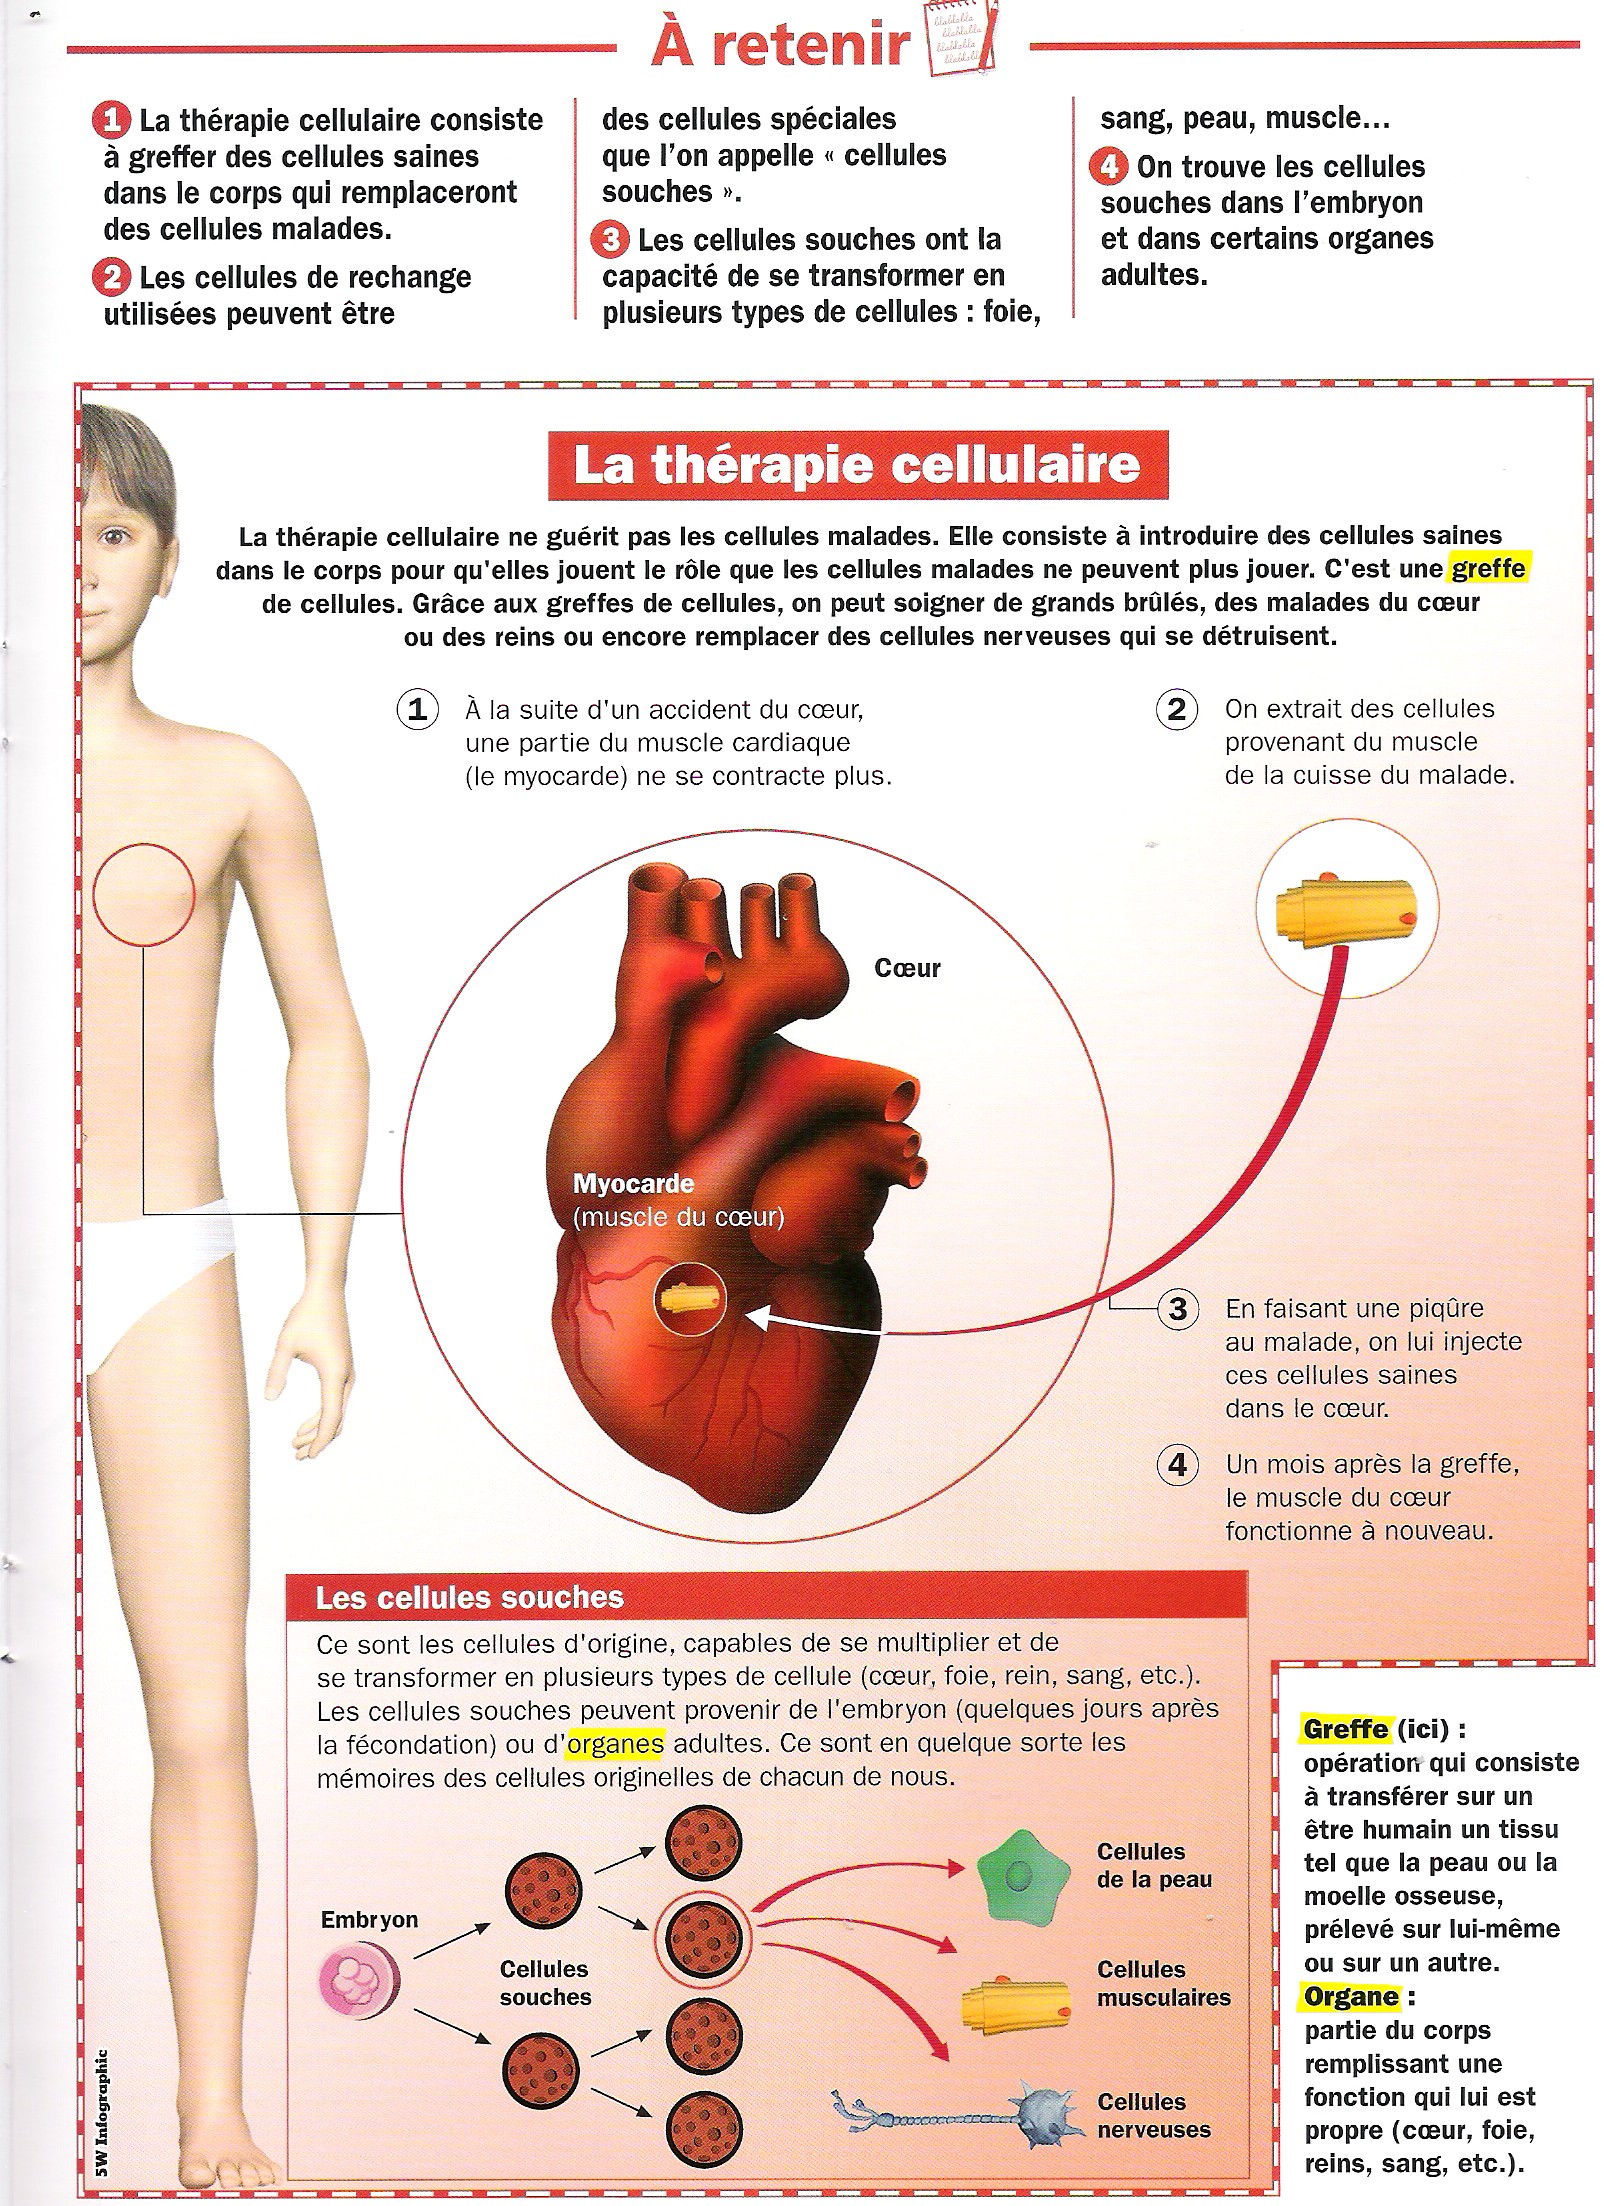 À retenir
blablabla
blablabla
blablabla
blablabla
1 La thérapie cellulaire consiste
à greffer des cellules saines
dans le corps qui remplaceront
des cellules malades.
2 Les cellules de rechange
utilisées peuvent être
des cellules spéciales
que l'on appelle « cellules
souches ».
3 Les cellules souches ont la
capacité de se transformer en
plusieurs types de cellules : foie,
sang, peau, muscle...
4 On trouve les cellules
souches dans l'embryon
et dans certains organes
adultes.
La thérapie cellulaire
La thérapie cellulaire ne guérit pas les cellules malades. Elle consiste à introduire des cellules saines
dans le corps pour qu'elles jouent le rôle que les cellules malades ne peuvent plus jouer. C'est une greffe
de cellules. Grâce aux greffes de cellules, on peut soigner de grands brûlés, des malades du cœur
ou des reins ou encore remplacer des cellules nerveuses qui se détruisent.
1 À la suite d'un accident du cœur,
une partie du muscle cardiaque
(le myocarde) ne se contracte plus.
2 On extrait des cellules
provenant du muscle
de la cuisse du malade.
Cœur
Myocarde
(muscle du cœur)
3 En faisant une piqûre
au malade, on lui injecte
ces cellules saines
dans le cœur.
4 Un mois après la greffe,
le muscle du cœur
fonctionne à nouveau.
Les cellules souches
Ce sont les cellules d'origine, capables de se multiplier et de
se transformer en plusieurs types de cellule (cœur, foie, rein, sang, etc.).
Les cellules souches peuvent provenir de l'embryon (quelques jours après
la fécondation) ou d'organes adultes. Ce sont en quelque sorte les
mémoires des cellules originelles de chacun de nous.
Embryon
Cellules
souches
Cellules
de la peau
Cellules
musculaires
Cellules
nerveuses
Greffe (ici) :
opération qui consiste
à transférer sur un
être humain un tissu
tel que la peau ou la
moelle osseuse,
prélevé sur lui-même
ou sur un autre.
Organe :
partie du corps
remplissant une
fonction qui lui est
propre (cœur, foie,
reins, sang, etc.).
5W Infographic